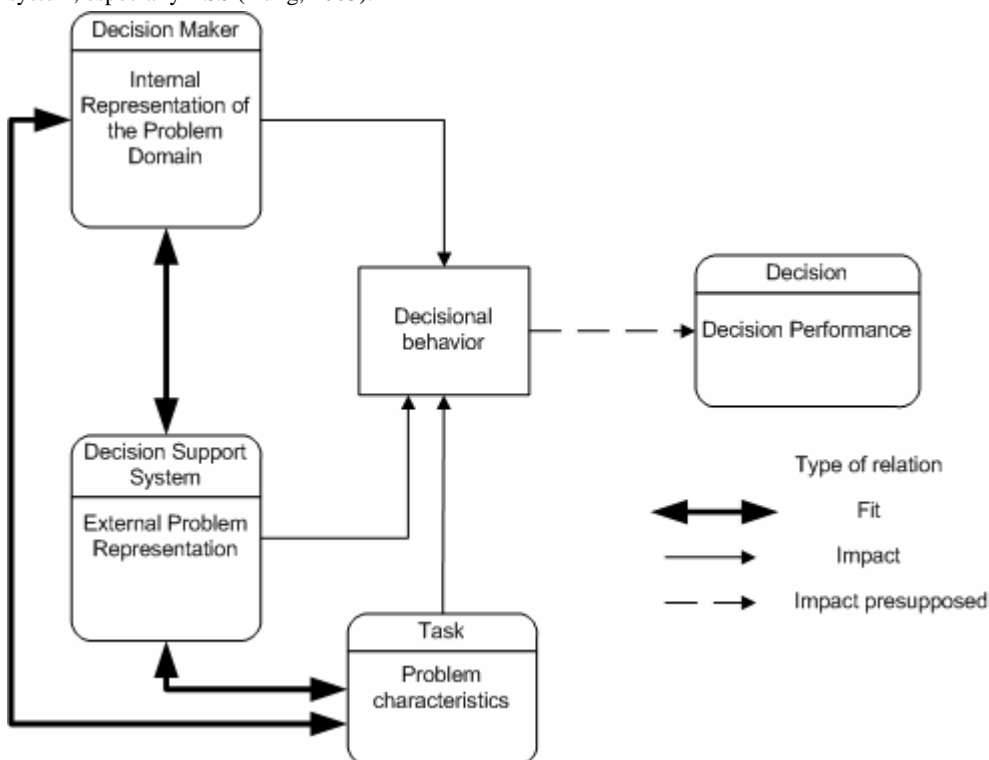 Decision Maker
Internal
Representation of
the Problem
Domain
Decisional
behavior
Decision
Decision Performance
Decision Support
System
External Problem
Representation
Task
Problem
characteristics
Type of relation
Fit
Impact
Impact presupposed